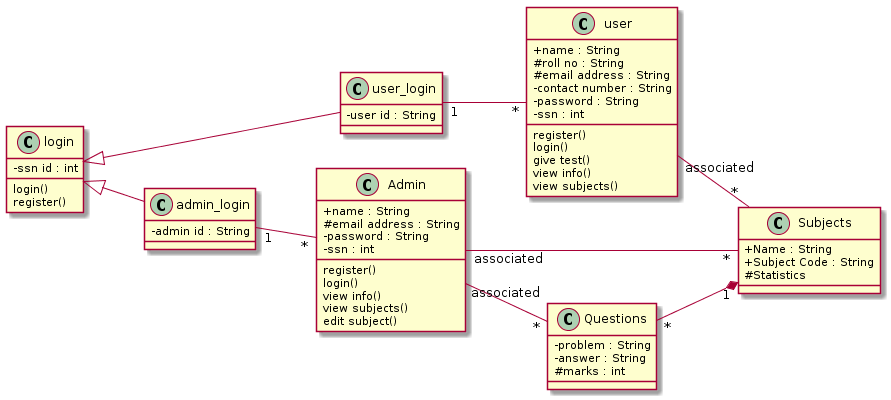 C login
-ssn id : int
login()
register()
C user_login
-user id : String
C admin_login
-admin id : String
1
*
1
*
C user
+name : String
#roll no : String
#email address : String
-contact number : String
-password : String
-ssn : int
register()
login()
give test()
view info()
view subjects()
C Admin
+name : String
#email address : String
-password : String
-ssn : int
register()
login()
view info()
view subjects()
edit subject()
associated
*
associated
*
associated
*
C Subjects
+Name : String
+Subject Code : String
#Statistics
1
*
C Questions
-problem : String
-answer : String
#marks : int